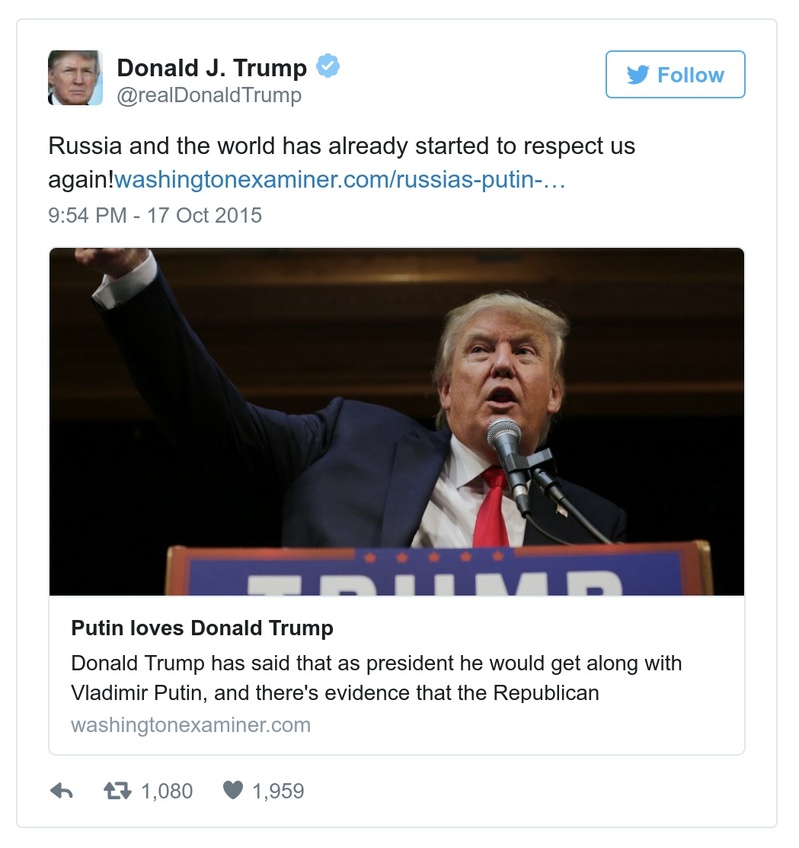 Donald J. Trump
@realDonaldTrump
Follow
Russia and the world has already started to respect us
again!washingtonexaminer.com/russias-putin-…
9:54 PM - 17 Oct 2015
TRUMP
Putin loves Donald Trump
Donald Trump has said that as president he would get along with
Vladimir Putin, and there's evidence that the Republican
washingtonexaminer.com
1,080 1,959